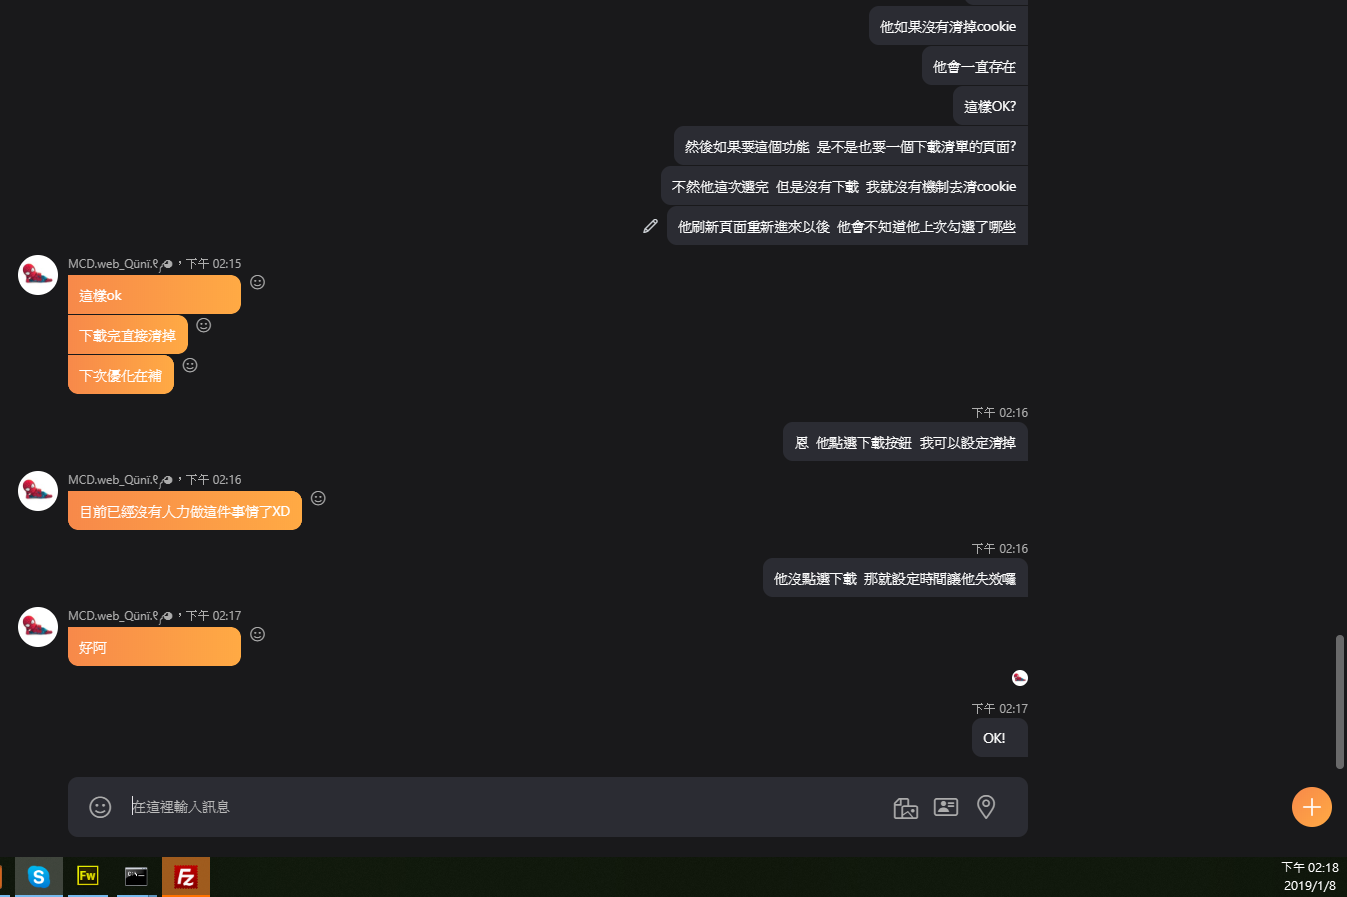 他如果沒有清掉cookie
他會一直存在
這樣OK?
然後如果要這個功能 是不是也要一個下載清單的頁面?
不然他這次選完 但是沒有下載 我就沒有機制去清cookie
他刷新頁面重新進來以後 他會不知道他上次勾選了哪些
MCD.web_Qünï.୧╭◕，下午 02:15
這樣ok
下載完直接清掉
下次優化在補
下午 02:16
恩 他點選下載按鈕 我可以設定清掉
MCD.web_Qünï.୧╭◕，下午 02:16
目前已經沒有人力做這件事情了XD
下午 02:16
他沒點選下載 那就設定時間讓他失效囉
MCD.web_Qünï.୧╭◕，下午 02:17
好阿
下午 02:17
OK!
在這裡輸入訊息
Fw
Fz
下午 02:18
2019/1/8